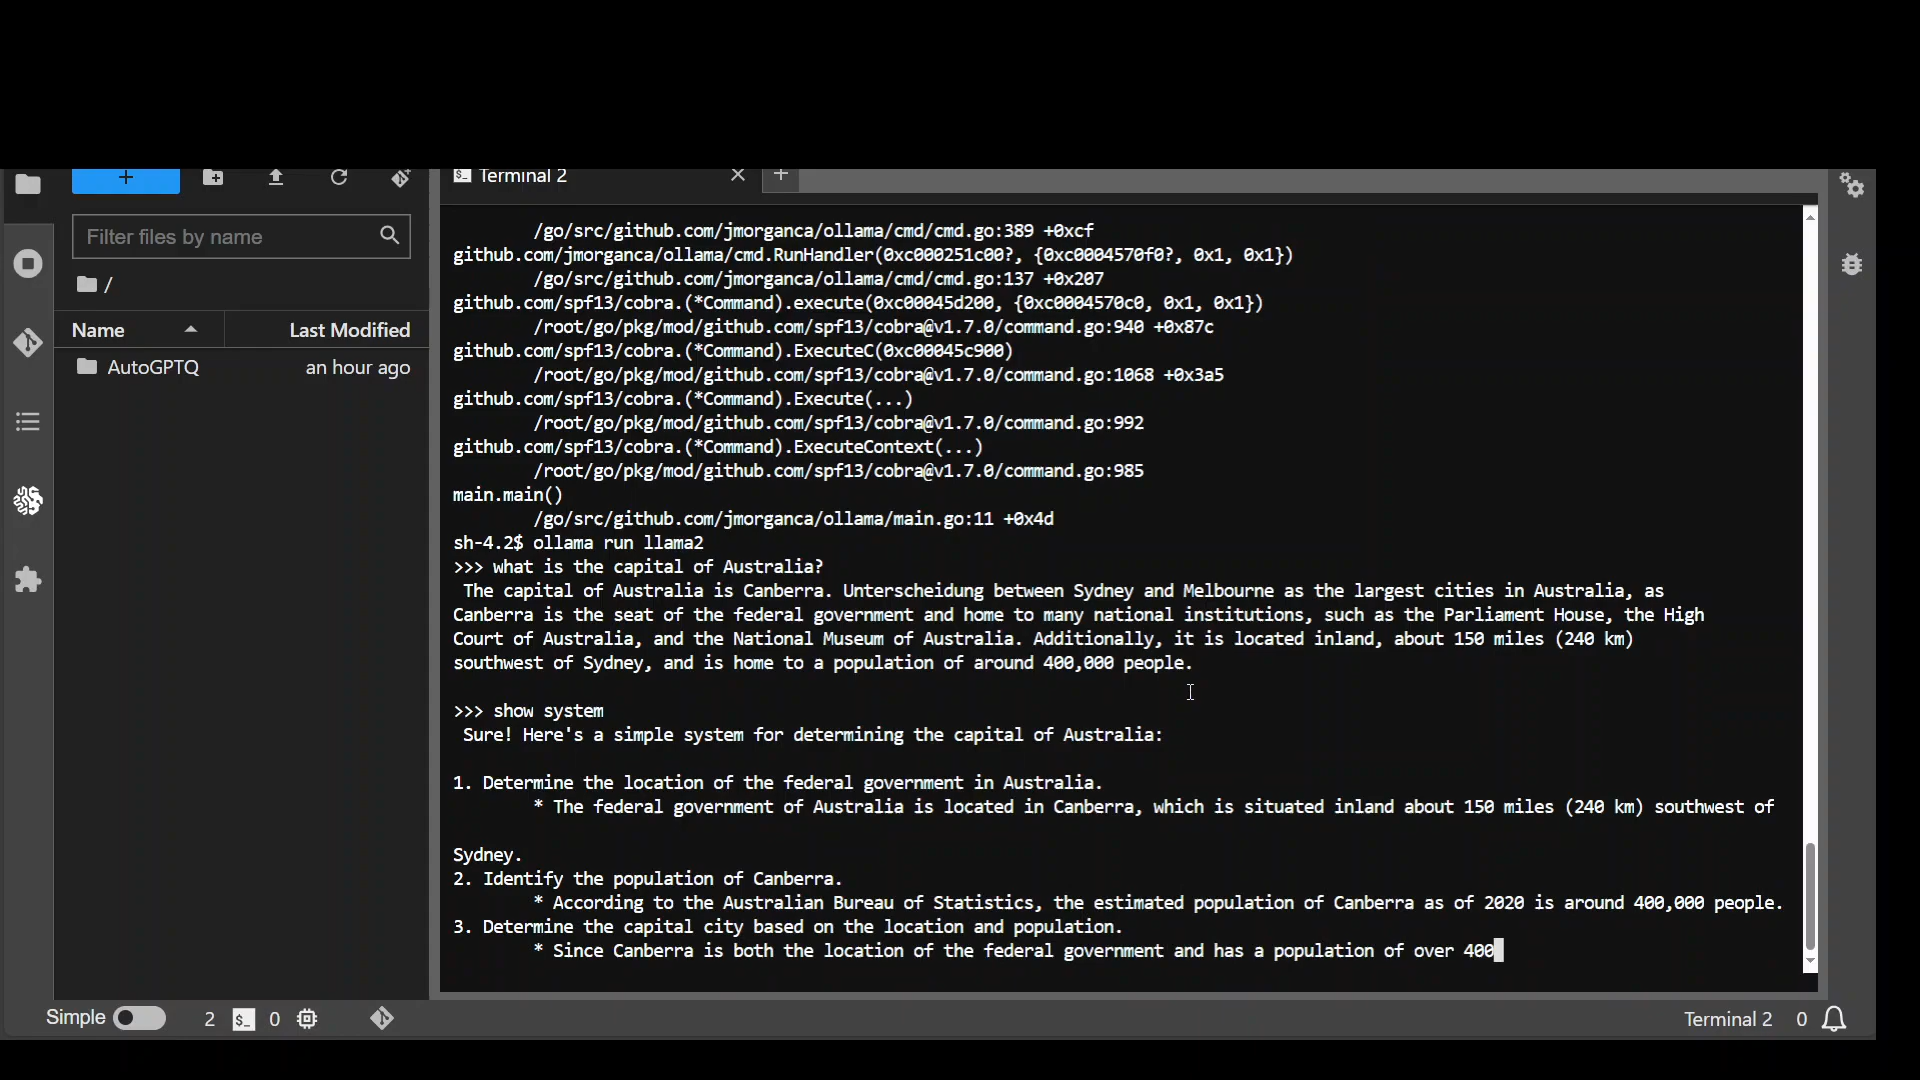 Terminal 2
Filter files by name
/
Name Last Modified
AutoGPTQ an hour ago
/go/src/github.com/jmorganca/ollama/cmd/cmd.go:389 +0xcf
github.com/jmorganca/ollama/cmd.RunHandler(0xc000251c00?, {0xc0004570f0?, 0x1, 0x1})
/go/src/github.com/jmorganca/ollama/cmd/cmd.go:137 +0x207
github.com/spf13/cobra.(*Command).execute(0xc00045d200, {0xc0004570c0, 0x1, 0x1})
/root/go/pkg/mod/github.com/spf13/cobra@v1.7.0/command.go:940 +0x87c
github.com/spf13/cobra.(*Command).ExecuteC(0xc00045c900)
/root/go/pkg/mod/github.com/spf13/cobra@v1.7.0/command.go:1068 +0x3a5
github.com/spf13/cobra.(*Command).Execute(...)
/root/go/pkg/mod/github.com/spf13/cobra@v1.7.0/command.go:992
github.com/spf13/cobra.(*Command).ExecuteContext(...)
/root/go/pkg/mod/github.com/spf13/cobra@v1.7.0/command.go:985
main.main()
/go/src/github.com/jmorganca/ollama/main.go:11 +0x4d
sh-4.2$ ollama run llama2
>>> what is the capital of Australia?
The capital of Australia is Canberra. Unterscheidung between Sydney and Melbourne as the largest cities in Australia, as
Canberra is the seat of the federal government and home to many national institutions, such as the Parliament House, the High
Court of Australia, and the National Museum of Australia. Additionally, it is located inland, about 150 miles (240 km)
southwest of Sydney, and is home to a population of around 400,000 people.
>>> show system
Sure! Here's a simple system for determining the capital of Australia:
1. Determine the location of the federal government in Australia.
* The federal government of Australia is located in Canberra, which is situated inland about 150 miles (240 km) southwest of
Sydney.
2. Identify the population of Canberra.
* According to the Australian Bureau of Statistics, the estimated population of Canberra as of 2020 is around 400,000 people.
3. Determine the capital city based on the location and population.
* Since Canberra is both the location of the federal government and has a population of over 400
Simple 2 $_ 0 Terminal 2 0